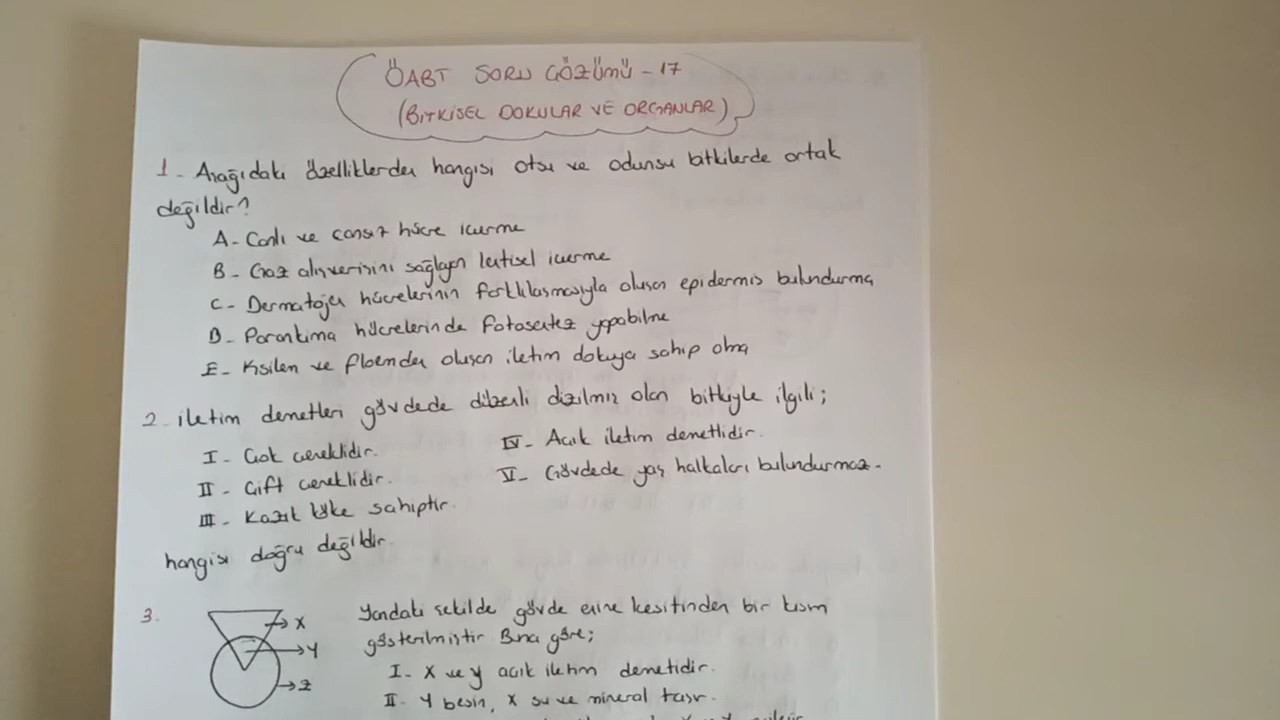 ÖABT SORU ÇÖZÜMÜ - 17
(BİTKİSEL DOKULAR VE ORGANLAR)
1 - Aşağıdaki özelliklerden hangisi otsu ve odunsu bitkilerde ortak
değildir?
A - Canlı ve cansız hücre içerme
B - Gaz alışverişini sağlayan lentisel içerme
C - Dermatojen hücrelerinin farklılaşmasıyla oluşan epidermis bulundurma
D - Parankima hücrelerinde fotosentez yapabilme
E - Ksilen ve floemden oluşan iletim dokuya sahip olma
2 - iletim demetleri gövdede düzenli dizilmiş olan bitkiyle ilgili;
I - Çok çeneklidir.
IV - Açık iletim demetlidir.
II - Çift çeneklidir.
V - Gövdede yaş halkaları bulundurmaz.
III - Kazık köke sahiptir.
hangisi doğru değildir.
3.
X
Y
Z
Yandaki şekilde gövde enine kesitinden bir kısım
gösterilmiştir. Buna göre;
I - X ve Y açık iletim demetidir.
II - Y besin, X su ve mineral taşır.